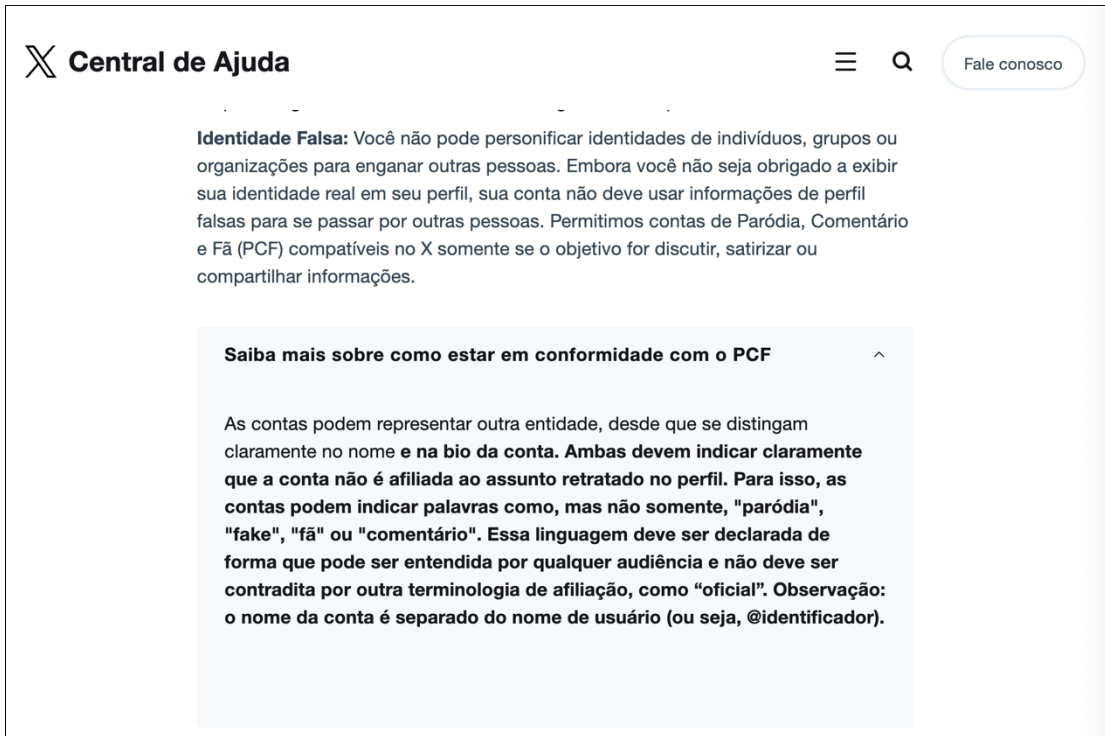 Central de Ajuda
Fale conosco
Identidade Falsa: Você não pode personificar identidades de indivíduos, grupos ou
organizações para enganar outras pessoas. Embora você não seja obrigado a exibir
sua identidade real em seu perfil, sua conta não deve usar informações de perfil
falsas para se passar por outras pessoas. Permitimos contas de Paródia, Comentário
e Fã (PCF) compatíveis no X somente se o objetivo for discutir, satirizar ou
compartilhar informações.
Saiba mais sobre como estar em conformidade com o PCF
As contas podem representar outra entidade, desde que se distingam
claramente no nome e na bio da conta. Ambas devem indicar claramente
que a conta não é afiliada ao assunto retratado no perfil. Para isso, as
contas podem indicar palavras como, mas não somente, "paródia",
"fake", "fã" ou "comentário". Essa linguagem deve ser declarada de
forma que pode ser entendida por qualquer audiência e não deve ser
contradita por outra terminologia de afiliação, como “oficial”. Observação:
o nome da conta é separado do nome de usuário (ou seja, @identificador).